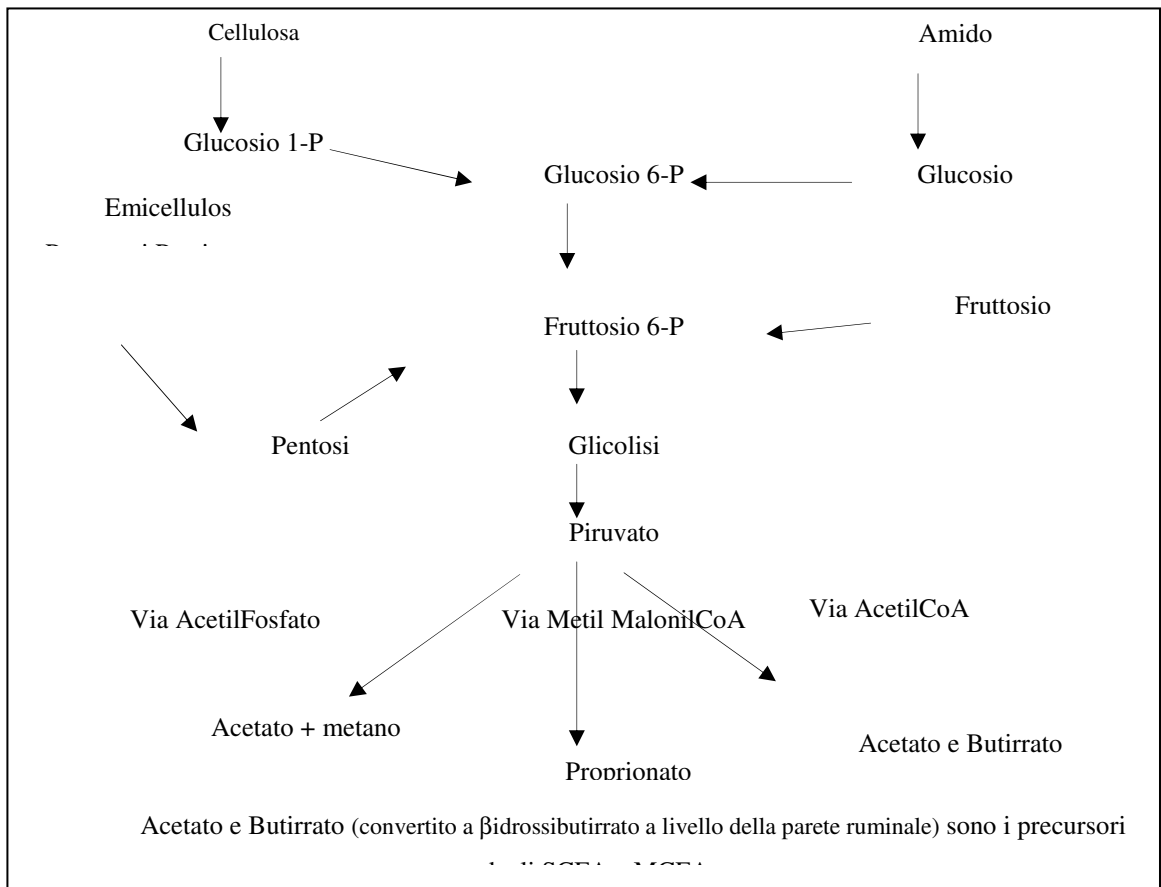 Cellulosa
Amido
Glucosio 1-P
Glucosio 6-P
Glucosio
Emicellulos
Fruttosio
Fruttosio 6-P
Pentosi
Glicolisi
Piruvato
Via AcetilFosfato
Via Metil MalonilCoA
Via AcetilCoA
Acetato + metano
Acetato e Butirrato
Proprionato
Acetato e Butirrato (convertito a βidrossibutirrato a livello della parete ruminale) sono i precursori